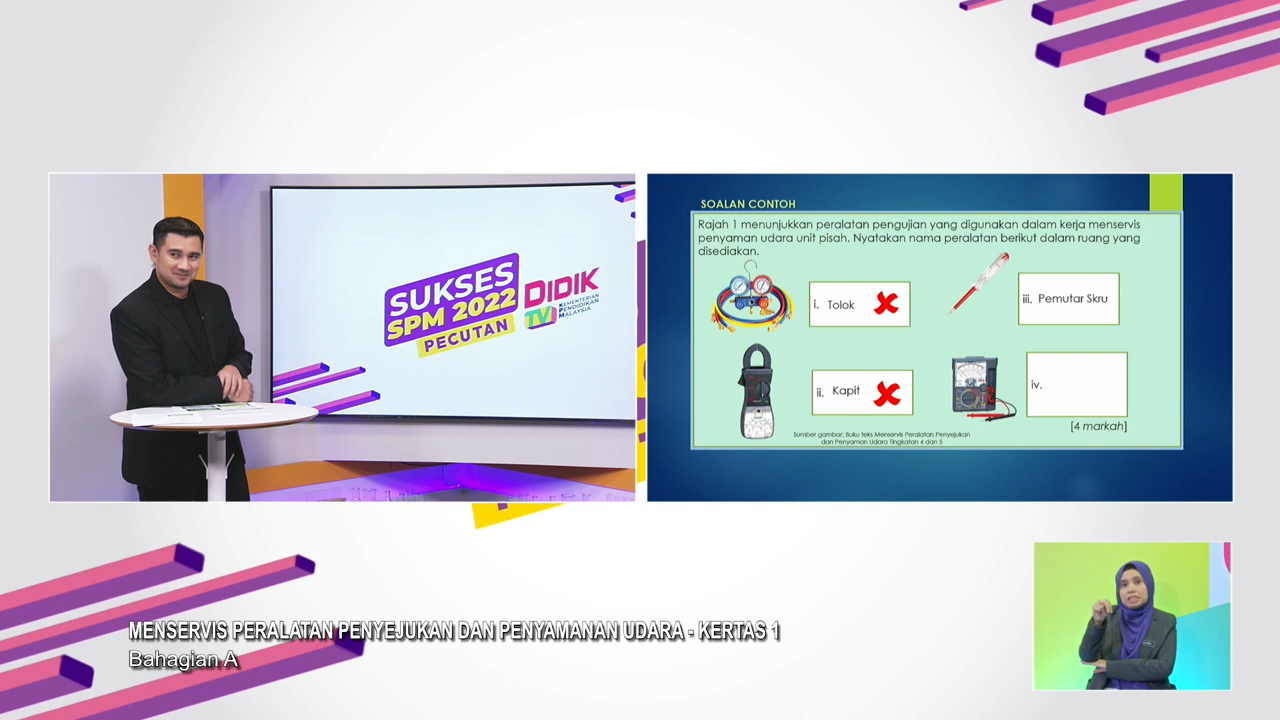 SUKSES
SPM 2022
PECUTAN
DIDIK
TV
KEMENTERIAN
PENDIDIKAN
MALAYSIA
SOALAN CONTOH
Rajah 1 menunjukkan peralatan pengujian yang digunakan dalam kerja menservis
penyaman udara unit pisah. Nyatakan nama peralatan berikut dalam ruang yang
disediakan.
i. Tolok
iii. Pemutar Skru
ii. Kapit
iv.
[4 markah]
Sumber gambar: Buku teks Menservis Peralatan Penyejukan
dan Penyaman Udara Tingkatan 4 dan 5
MENSERVIS PERALATAN PENYEJUKAN DAN PENYAMANAN UDARA - KERTAS 1
Bahagian A